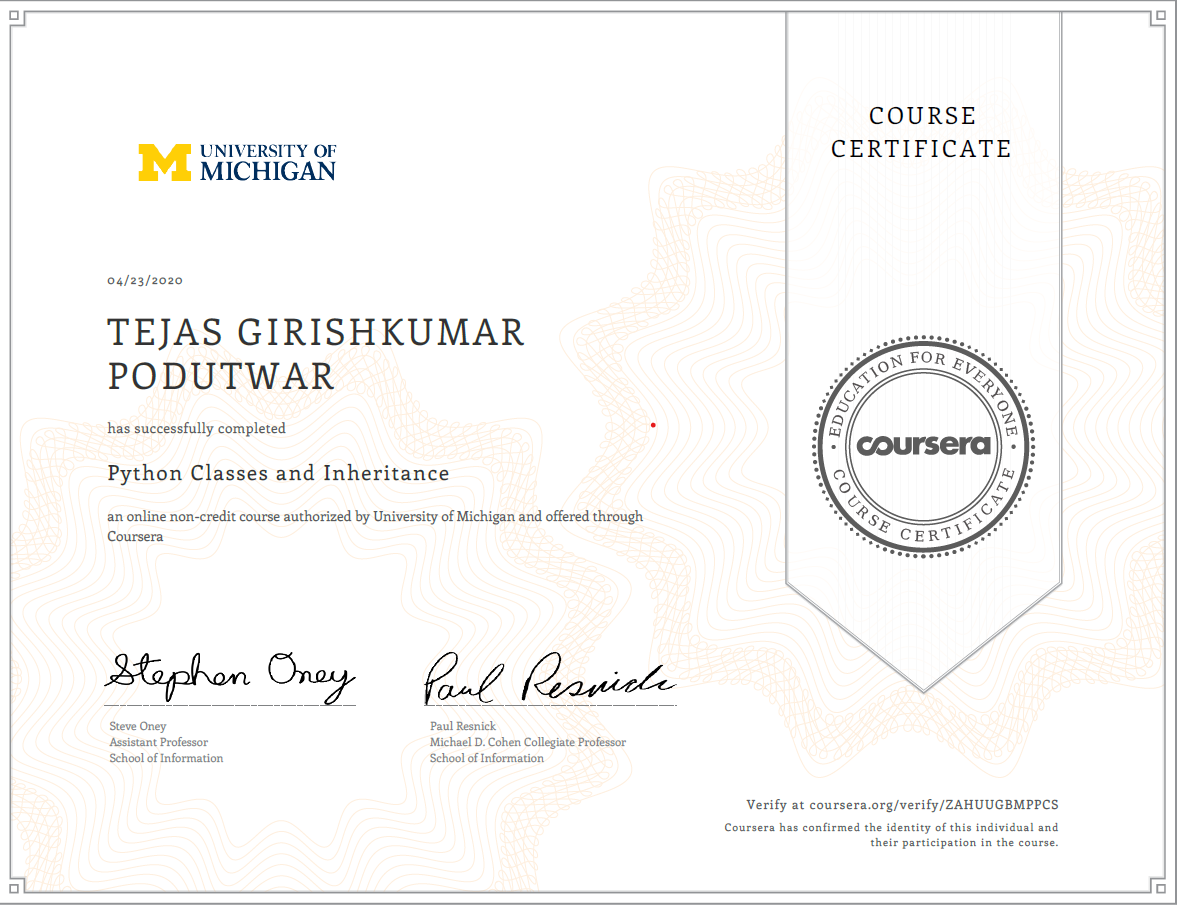 UNIVERSITY OF
MICHIGAN
COURSE
CERTIFICATE
04/23/2020
TEJAS GIRISHKUMAR
PODUTWAR
has successfully completed
Python Classes and Inheritance
an online non-credit course authorized by University of Michigan and offered through
Coursera
EDUCATION FOR EVERYONE
coursera
COURSE CERTIFICATE
Stephen Oney
Paul Resnick
Steve Oney
Assistant Professor
School of Information
Paul Resnick
Michael D. Cohen Collegiate Professor
School of Information
Verify at coursera.org/verify/ZAHUUGBMPPCS
Coursera has confirmed the identity of this individual and
their participation in the course.